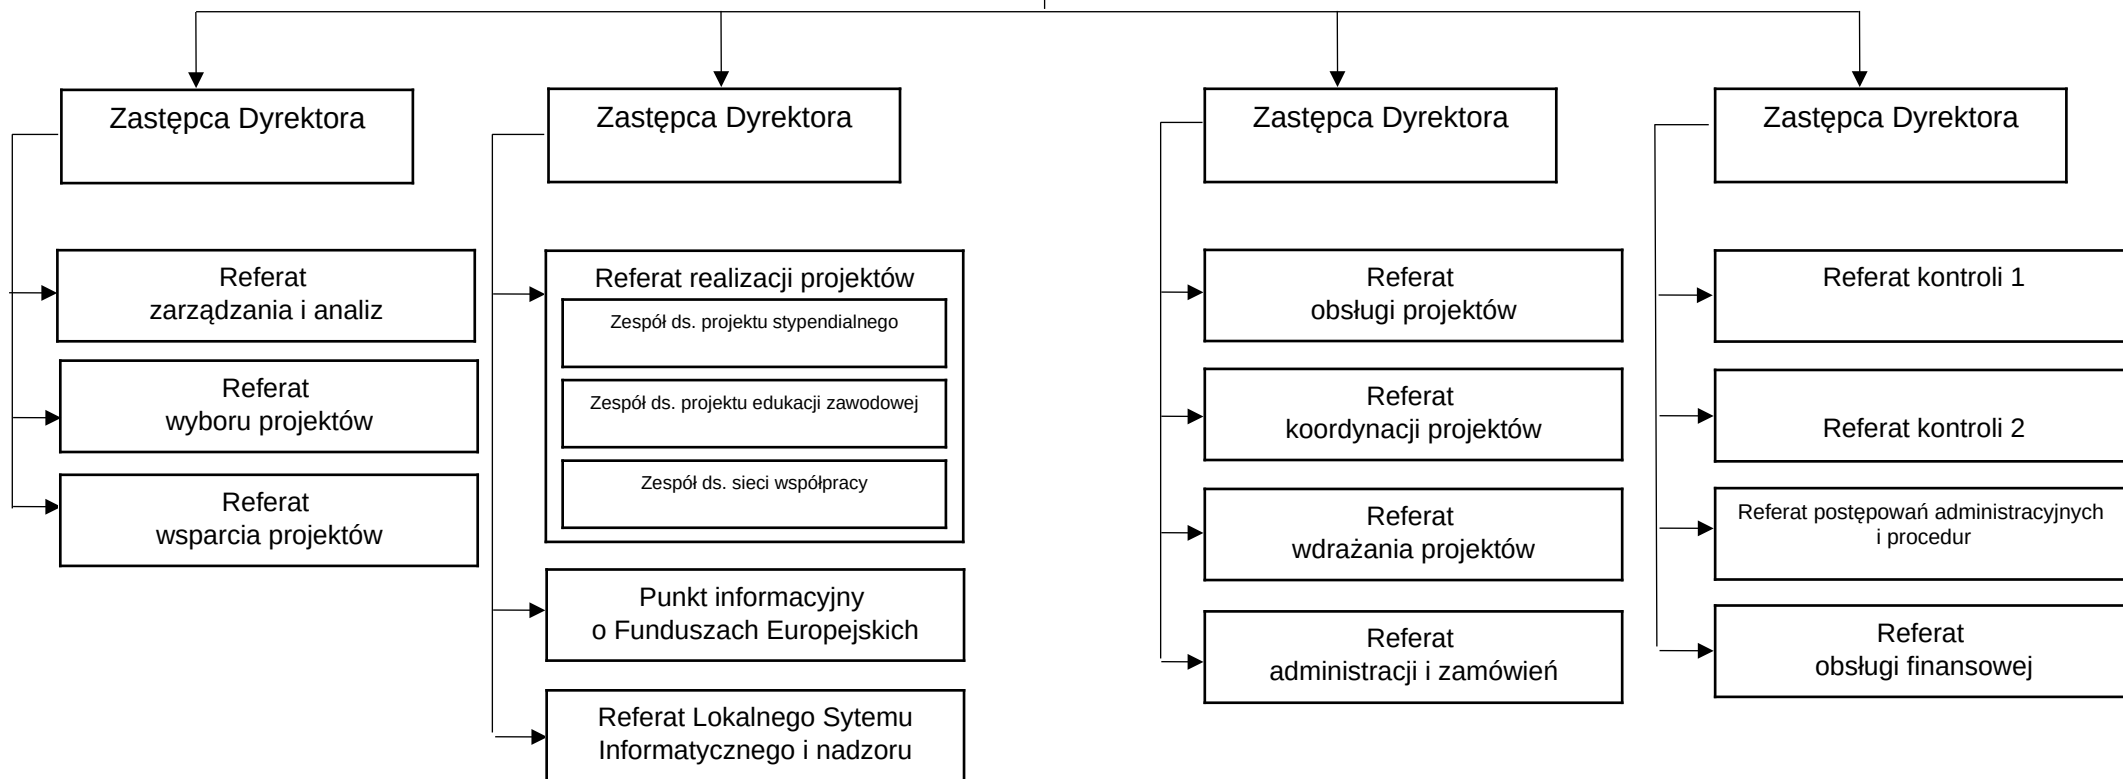 Zastępca Dyrektora
Referat
zarządzania i analiz
Referat
wyboru projektów
Referat
wsparcia projektów
Zastępca Dyrektora
Referat realizacji projektów
Zespół ds. projektu stypendialnego
Zespół ds. projektu edukacji zawodowej
Zespół ds. sieci współpracy
Punkt informacyjny
o Funduszach Europejskich
Referat Lokalnego Sytemu
Informatycznego i nadzoru
Zastępca Dyrektora
Referat
obsługi projektów
Referat
koordynacji projektów
Referat
wdrażania projektów
Referat
administracji i zamówień
Zastępca Dyrektora
Referat kontroli 1
Referat kontroli 2
Referat postępowań administracyjnych
i procedur
Referat
obsługi finansowej